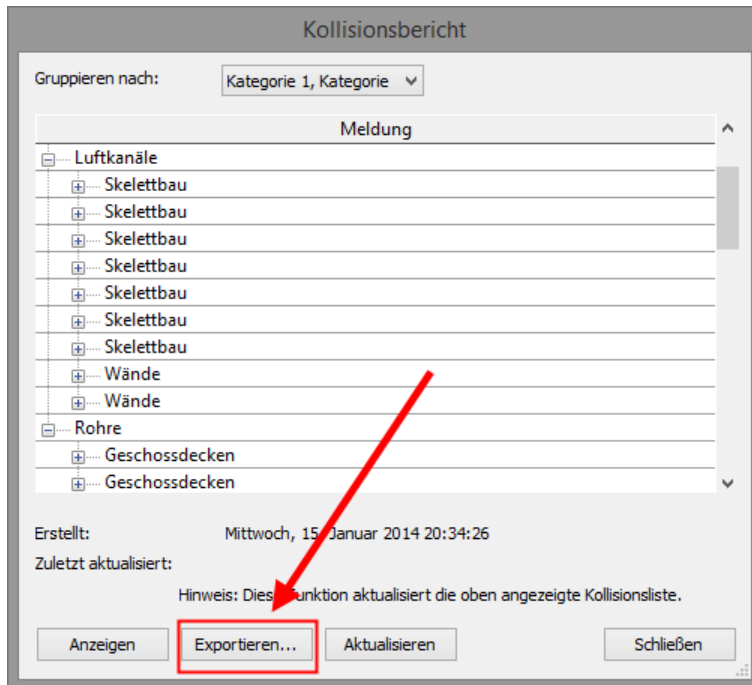 Kollisionsbericht
Gruppieren nach: Kategorie 1, Kategorie
Meldung
Luftkanäle
Skelettbau
Skelettbau
Skelettbau
Skelettbau
Skelettbau
Skelettbau
Skelettbau
Wände
Wände
Rohre
Geschossdecken
Geschossdecken
Erstellt: Mittwoch, 15. Januar 2014 20:34:26
Zuletzt aktualisiert:
Hinweis: Diese Funktion aktualisiert die oben angezeigte Kollisionsliste.
Anzeigen Exportieren... Aktualisieren Schließen